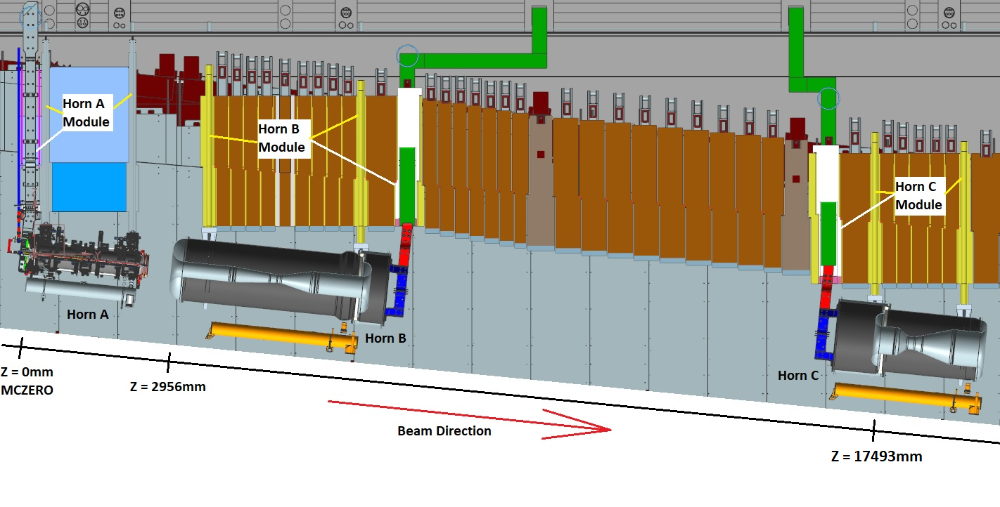 Horn A
Module
Horn B
Module
Horn C
Module
Horn A
Horn B
Horn C
Z = 0mm
MCZERO
Z = 2956mm
Beam Direction
Z = 17493mm